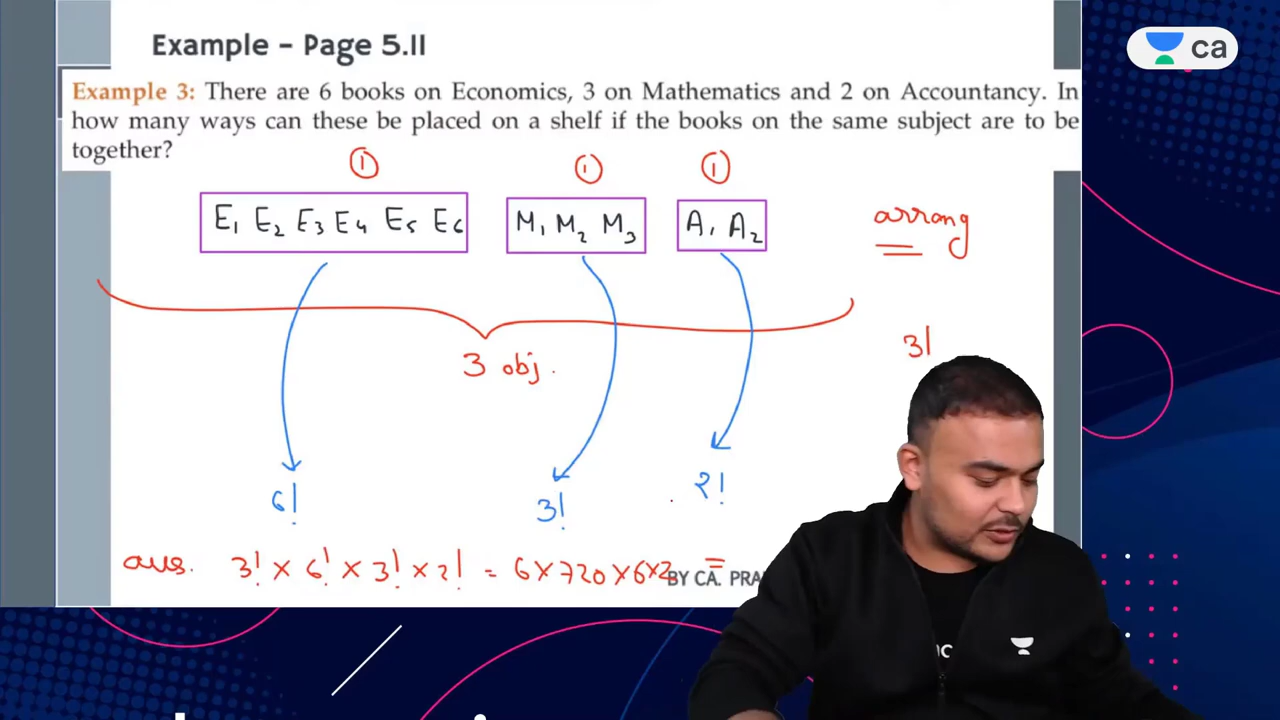 Example - Page 5.11
ca
Example 3: There are 6 books on Economics, 3 on Mathematics and 2 on Accountancy. In
how many ways can these be placed on a shelf if the books on the same subject are to be
together?
① ① ①
E₁ E₂ E₃ E₄ E₅ E₆ M₁ M₂ M₃ A₁ A₂
arrang
3!
3 obj.
6! 3! 2!
ans. 3! × 6! × 3! × 2! = 6×720×6×2 =
BY CA. PRA